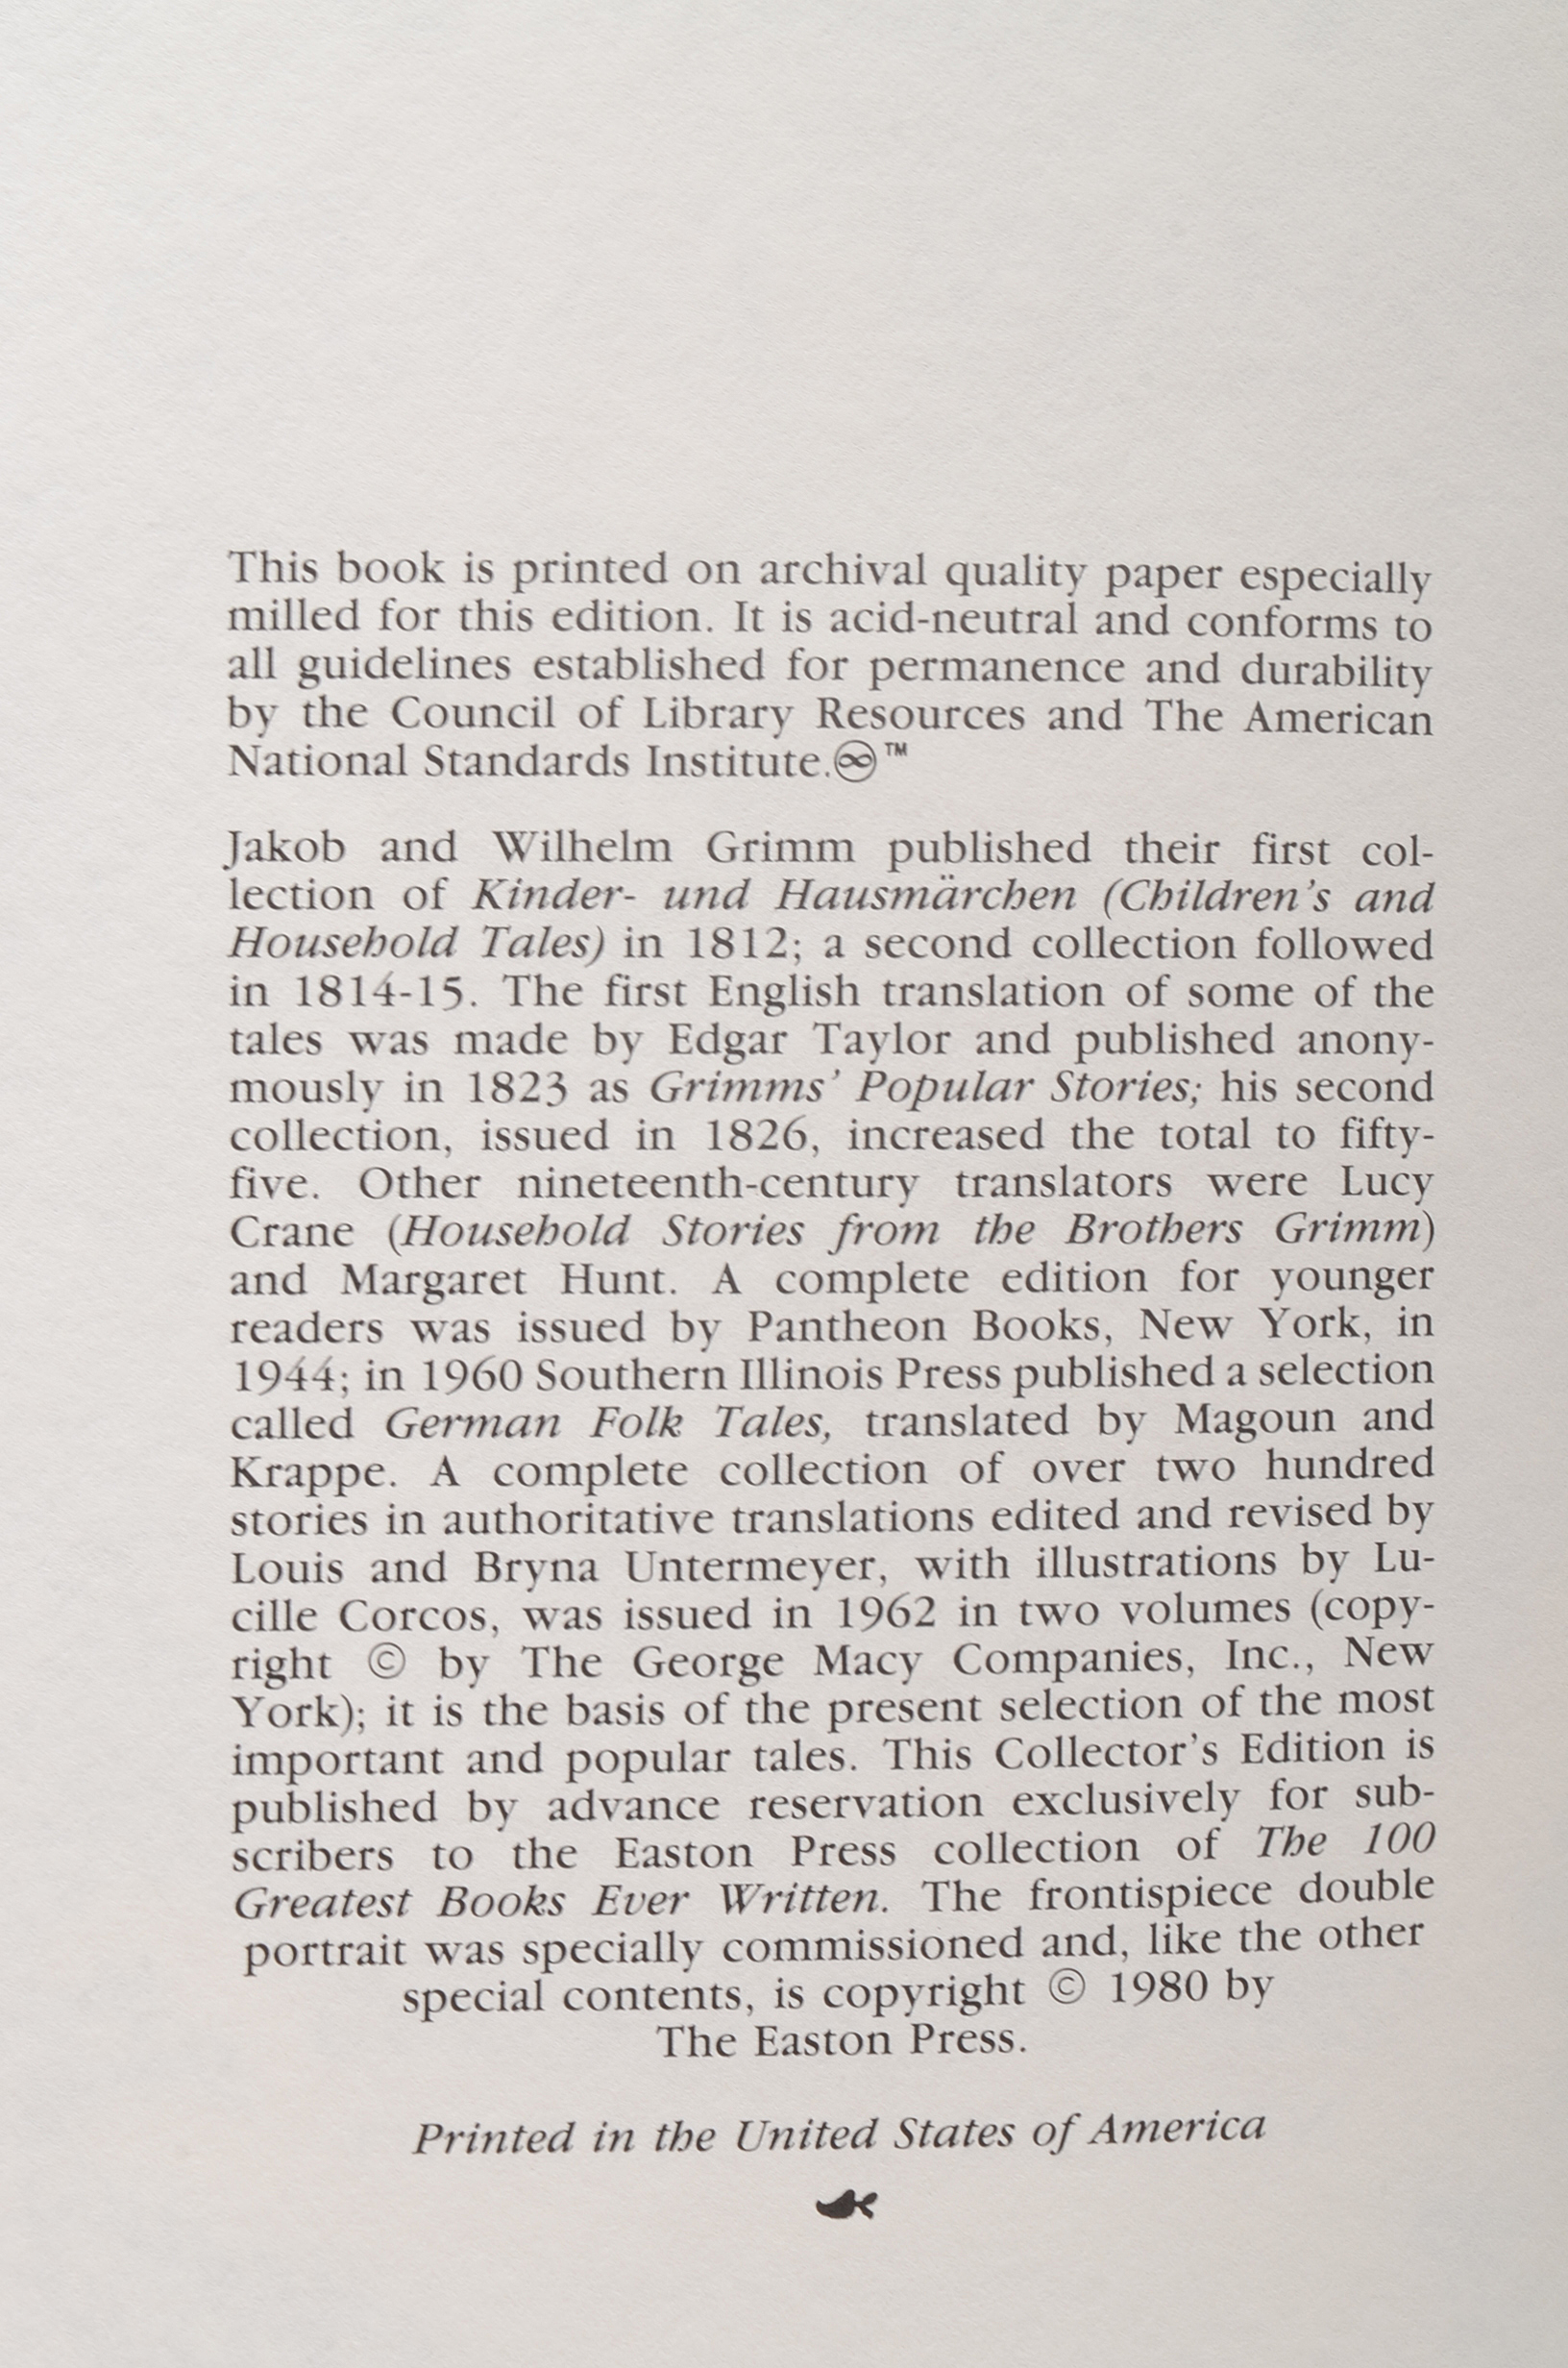 This book is printed on archival quality paper especially
milled for this edition. It is acid-neutral and conforms to
all guidelines established for permanence and durability
by the Council of Library Resources and The American
National Standards Institute.♾™
Jakob and Wilhelm Grimm published their first col-
lection of Kinder- und Hausmärchen (Children's and
Household Tales) in 1812; a second collection followed
in 1814-15. The first English translation of some of the
tales was made by Edgar Taylor and published anony-
mously in 1823 as Grimms' Popular Stories; his second
collection, issued in 1826, increased the total to fifty-
five. Other nineteenth-century translators were Lucy
Crane (Household Stories from the Brothers Grimm)
and Margaret Hunt. A complete edition for younger
readers was issued by Pantheon Books, New York, in
1944; in 1960 Southern Illinois Press published a selection
called German Folk Tales, translated by Magoun and
Krappe. A complete collection of over two hundred
stories in authoritative translations edited and revised by
Louis and Bryna Untermeyer, with illustrations by Lu-
cille Corcos, was issued in 1962 in two volumes (copy-
right © by The George Macy Companies, Inc., New
York); it is the basis of the present selection of the most
important and popular tales. This Collector's Edition is
published by advance reservation exclusively for sub-
scribers to the Easton Press collection of The 100
Greatest Books Ever Written. The frontispiece double
portrait was specially commissioned and, like the other
special contents, is copyright © 1980 by
The Easton Press.
Printed in the United States of America